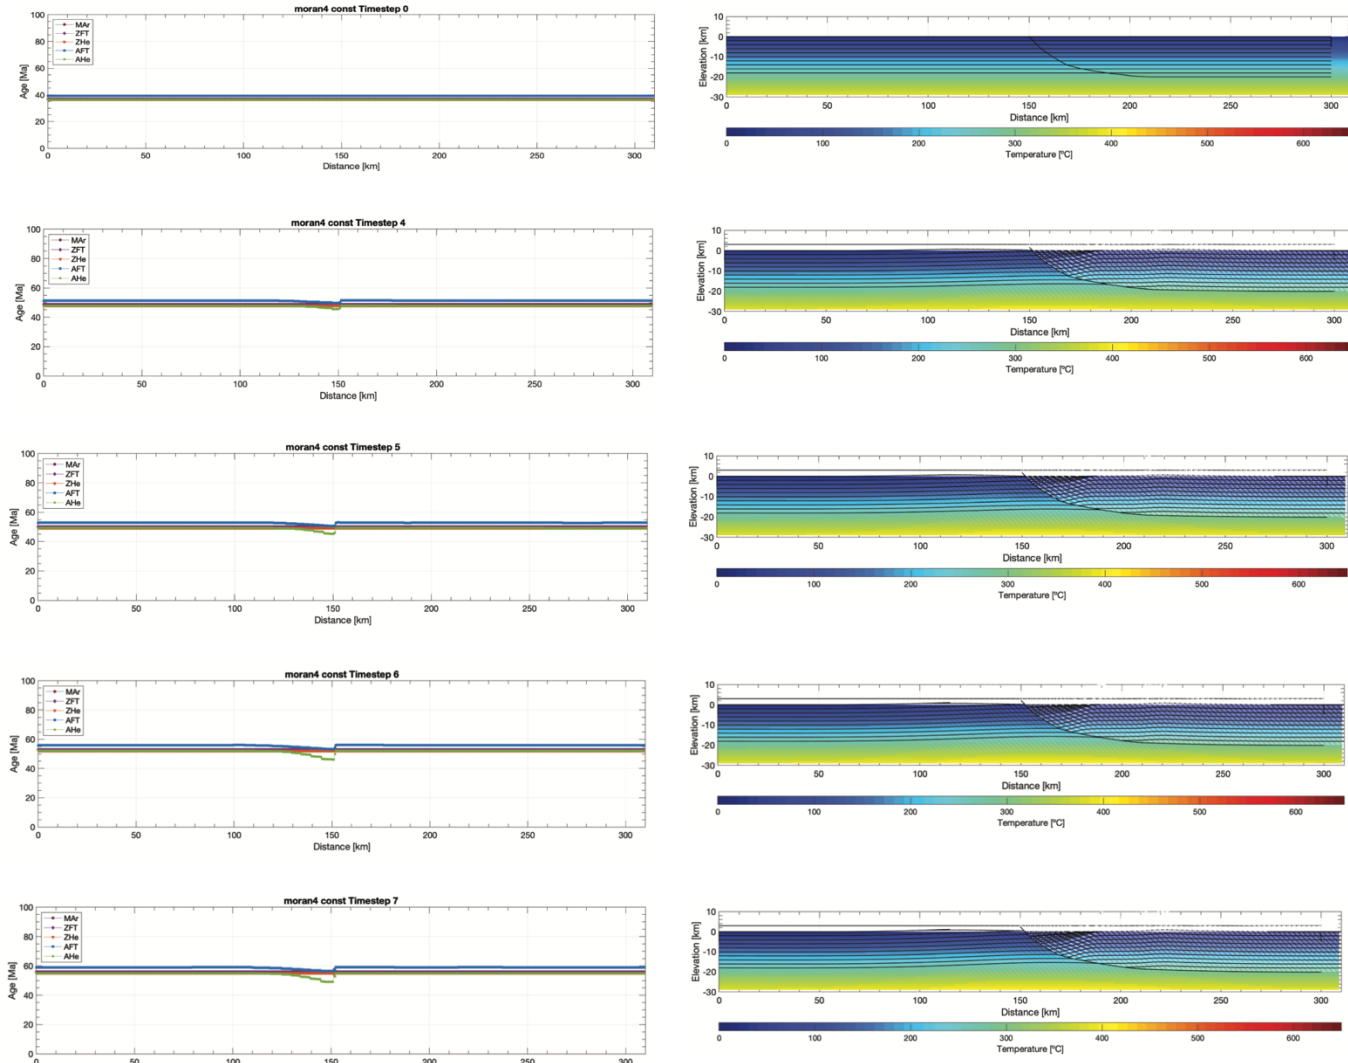 moran4 const Timestep 0
Age [Ma]
100
80
60
40
20
0
MAr
ZFT
ZHe
AFT
AHe
0 50 100 150 200 250 300
Distance [km]
Elevation [km]
10
0
-10
-20
-30
0 50 100 150 200 250 300
Distance [km]
0 100 200 300 400 500 600
Temperature [ºC]
moran4 const Timestep 4
Age [Ma]
100
80
60
40
20
0
MAr
ZFT
ZHe
AFT
AHe
0 50 100 150 200 250 300
Distance [km]
Elevation [km]
10
0
-10
-20
-30
0 50 100 150 200 250 300
Distance [km]
0 100 200 300 400 500 600
Temperature [ºC]
moran4 const Timestep 5
Age [Ma]
100
80
60
40
20
0
MAr
ZFT
ZHe
AFT
AHe
0 50 100 150 200 250 300
Distance [km]
Elevation [km]
10
0
-10
-20
-30
0 50 100 150 200 250 300
Distance [km]
100 200 300 400 500 600
Temperature [ºC]
moran4 const Timestep 6
Age [Ma]
100
80
60
40
20
0
MAr
ZFT
ZHe
AFT
AHe
0 50 100 150 200 250 300
Distance [km]
Elevation [km]
10
0
-10
-20
-30
0 50 100 150 200 250 300
Distance [km]
0 100 200 300 400 500 600
Temperature [ºC]
moran4 const Timestep 7
Age [Ma]
100
80
60
40
20
0
MAr
ZFT
ZHe
AFT
AHe
0 50 100 150 200 250 300
Elevation [km]
10
0
-10
-20
-30
0 50 100 150 200 250 300
Distance [km]
0 100 200 300 400 500 600
Temperature [ºC]